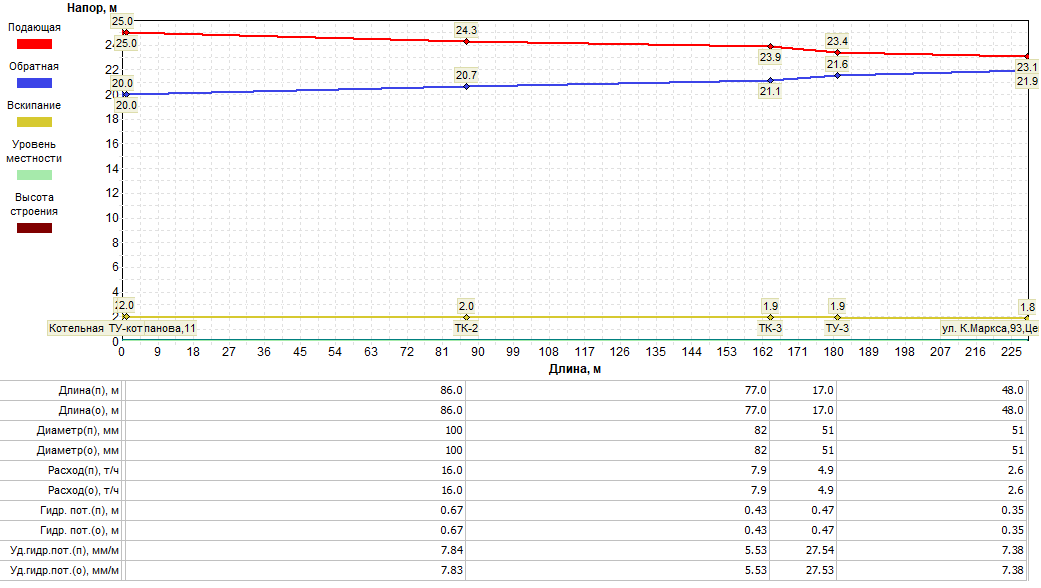 Напор, м
Подающая
Обратная
Вскипание
Уровень
местности
Высота
строения
25.0
25.0
24.3
23.9
23.4
23.1
20.0
20.0
20.7
21.1
21.6
21.9
22
20
18
16
14
12
10
8
6
4
2
0
2.0
2.0
1.9
1.9
1.8
Котельная ТУ-кот панова,11
ТК-2
ТК-3
ТУ-3
ул. К.Маркса,93,Це
0 9 18 27 36 45 54 63 72 81 90 99 108 117 126 135 144 153 162 171 180 189 198 207 216 225
Длина, м
Длина(п), м 86.0 77.0 17.0 48.0
Длина(о), м 86.0 77.0 17.0 48.0
Диаметр(п), мм 100 82 51 51
Диаметр(о), мм 100 82 51 51
Расход(п), т/ч 16.0 7.9 4.9 2.6
Расход(о), т/ч 16.0 7.9 4.9 2.6
Гидр. пот.(п), м 0.67 0.43 0.47 0.35
Гидр. пот.(о), м 0.67 0.43 0.47 0.35
Уд.гидр.пот.(п), мм/м 7.84 5.53 27.54 7.38
Уд.гидр.пот.(о), мм/м 7.83 5.53 27.53 7.38